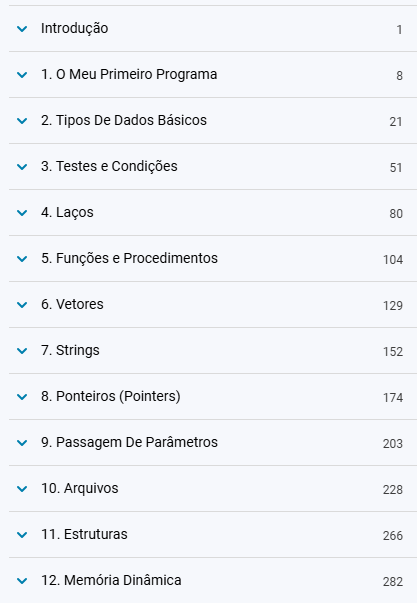 Introdução 1
1. O Meu Primeiro Programa 8
2. Tipos De Dados Básicos 21
3. Testes e Condições 51
4. Laços 80
5. Funções e Procedimentos 104
6. Vetores 129
7. Strings 152
8. Ponteiros (Pointers) 174
9. Passagem De Parâmetros 203
10. Arquivos 228
11. Estruturas 266
12. Memória Dinâmica 282